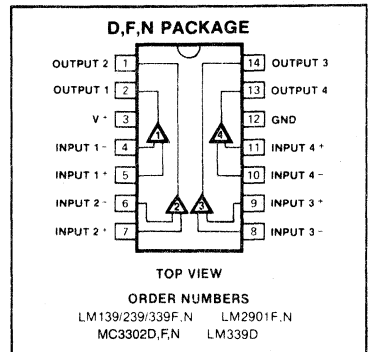 D,F,N PACKAGE
OUTPUT 2 1 14 OUTPUT 3
OUTPUT 1 2 13 OUTPUT 4
V + 3 12 GND
INPUT 1 - 4 11 INPUT 4 +
INPUT 1 + 5 10 INPUT 4 -
INPUT 2 - 6 9 INPUT 3 +
INPUT 2 + 7 8 INPUT 3 -
1 4
2 3
TOP VIEW
ORDER NUMBERS
LM139/239/339F,N LM2901F,N
MC3302D,F,N LM339D